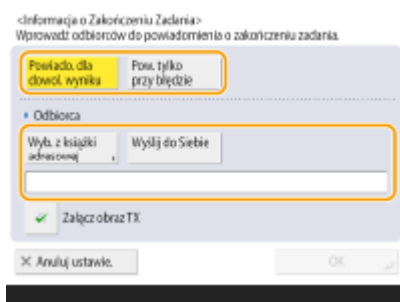 <Informacja o Zakończeniu Zadania>
Wprowadź odbiorców do powiadomienia o zakończeniu zadania.
Powiado. dla
dowol. wyniku
Pow. tylko
przy błędzie
Odbiorca
Wyb. z książki
adresowej
Wyślij do Siebie
Załącz obraz TX
Anuluj ustawie.
OK